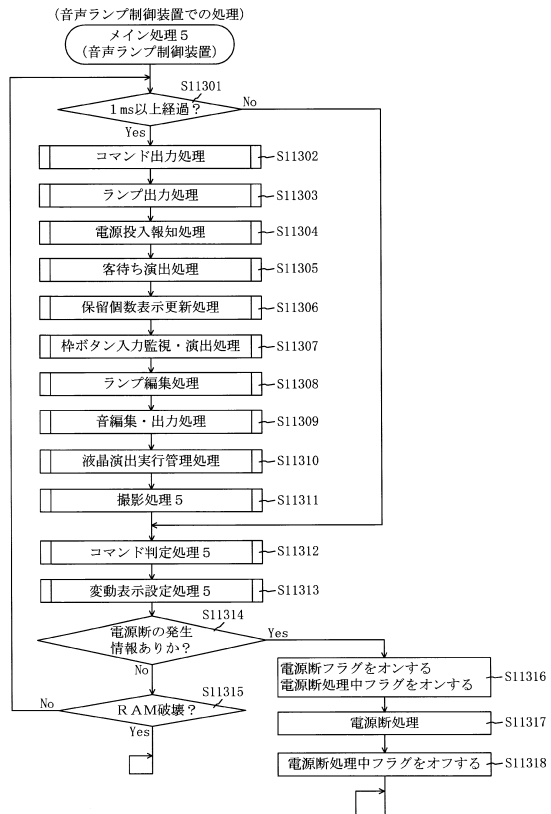 (音声ランプ制御装置での処理)
メイン処理5
(音声ランプ制御装置)
S11301
1ms以上経過?
No
Yes
コマンド出力処理
S11302
ランプ出力処理
S11303
電源投入報知処理
S11304
客待ち演出処理
S11305
保留個数表示更新処理
S11306
枠ボタン入力監視・演出処理
S11307
ランプ編集処理
S11308
音編集・出力処理
S11309
液晶演出実行管理処理
S11310
撮影処理5
S11311
コマンド判定処理5
S11312
変動表示設定処理5
S11313
S11314
電源断の発生
情報ありか?
Yes
No
電源断フラグをオンする
電源断処理中フラグをオンする
S11316
S11315
No
RAM破壊?
Yes
電源断処理
S11317
電源断処理中フラグをオフする
S11318